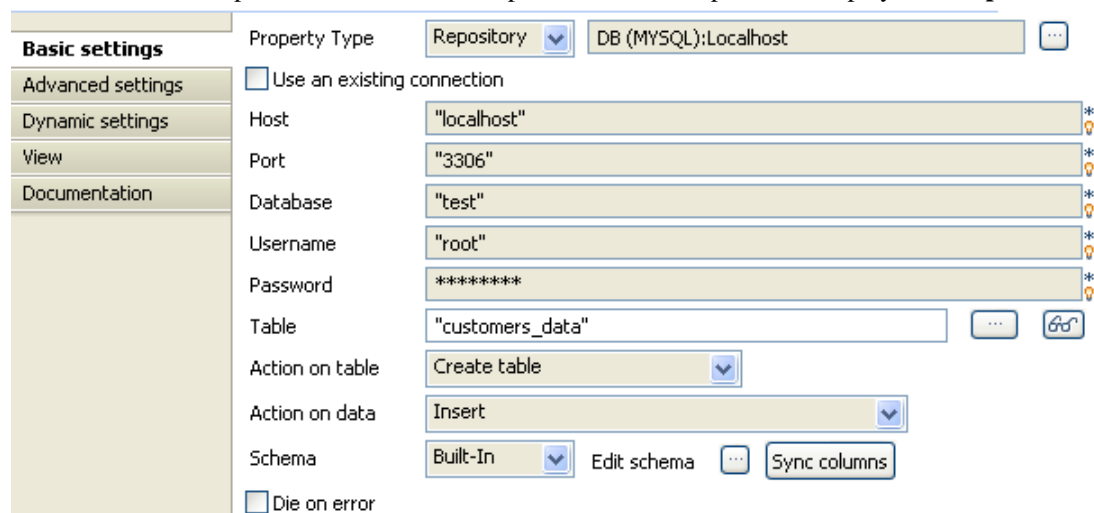 Basic settings
Advanced settings
Dynamic settings
View
Documentation
Property Type Repository DB (MYSQL):Localhost ...
Use an existing connection
Host "localhost" *
Port "3306" *
Database "test" *
Username "root" *
Password ******** *
Table "customers_data" ...
Action on table Create table
Action on data Insert
Schema Built-In Edit schema ... Sync columns
Die on error